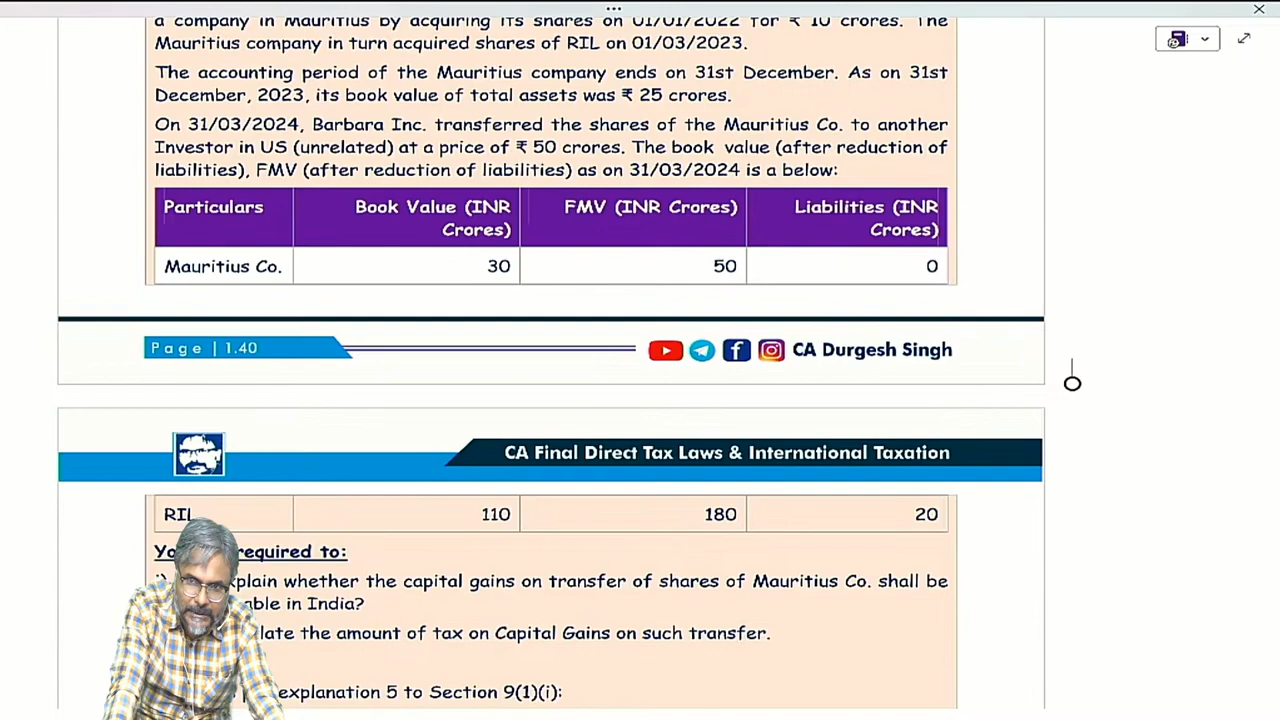 a company in Mauritius by acquiring its shares on 01/01/2022 for ₹ 10 crores. The
Mauritius company in turn acquired shares of RIL on 01/03/2023.
The accounting period of the Mauritius company ends on 31st December. As on 31st
December, 2023, its book value of total assets was ₹ 25 crores.
On 31/03/2024, Barbara Inc. transferred the shares of the Mauritius Co. to another
Investor in US (unrelated) at a price of ₹ 50 crores. The book value (after reduction of
liabilities), FMV (after reduction of liabilities) as on 31/03/2024 is a below:
Particulars Book Value (INR Crores) FMV (INR Crores) Liabilities (INR Crores)
Mauritius Co. 30 50 0
Page | 1.40 CA Durgesh Singh
CA Final Direct Tax Laws & International Taxation
RIL 110 180 20
required to:
whether the capital gains on transfer of shares of Mauritius Co. shall be
in India?
the amount of tax on Capital Gains on such transfer.
explanation 5 to Section 9(1)(i):